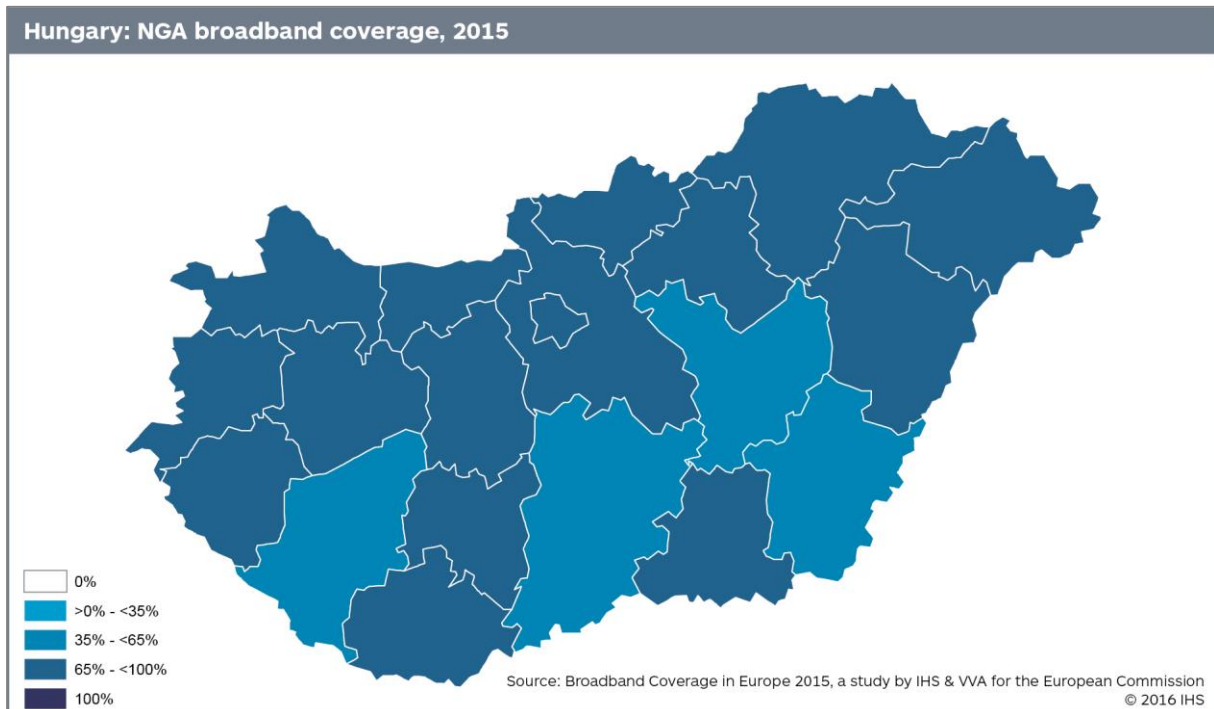 Hungary: NGA broadband coverage, 2015
0%
>0% - <35%
35% - <65%
65% - <100%
100%
Source: Broadband Coverage in Europe 2015, a study by IHS & VVA for the European Commission
© 2016 IHS